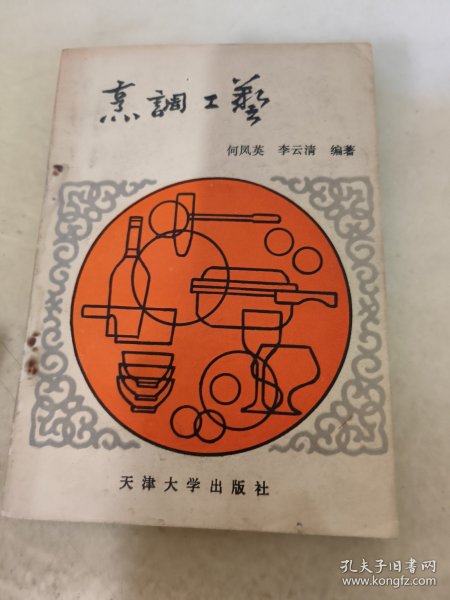 烹調工藝
何凤英 李云清 编著
天津大学出版社
孔夫子旧书网
www.kongfz.com